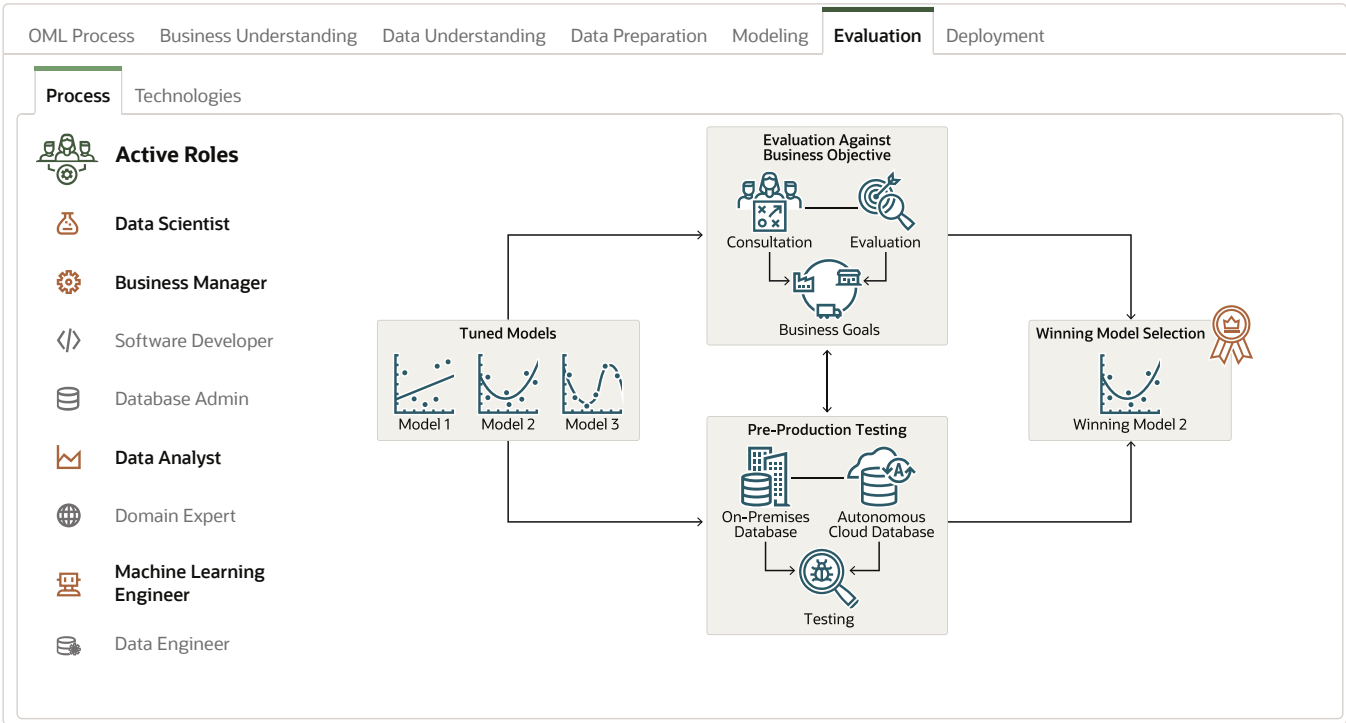 OML Process Business Understanding Data Understanding Data Preparation Modeling Evaluation Deployment
Process Technologies
Active Roles
Data Scientist
Business Manager
Software Developer
Database Admin
Data Analyst
Domain Expert
Machine Learning
Engineer
Data Engineer
Tuned Models
Model 1 Model 2 Model 3
Evaluation Against
Business Objective
Consultation Evaluation
Business Goals
Pre-Production Testing
A
On-Premises
Database
Autonomous
Cloud Database
Testing
Winning Model Selection
Winning Model 2